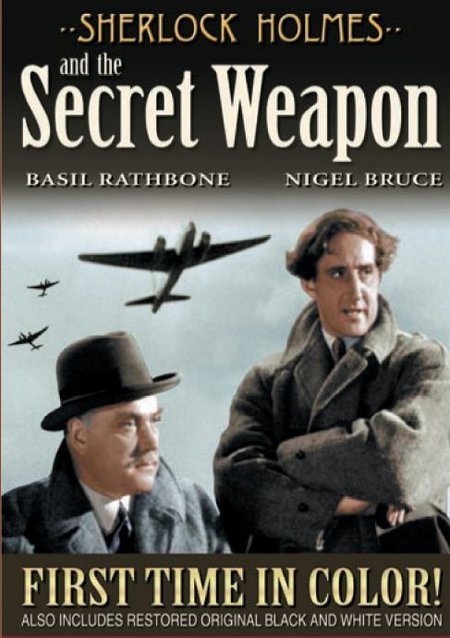 ··SHERLOCK HOLMES··
and the
Secret Weapon
BASIL RATHBONE NIGEL BRUCE
FIRST TIME IN COLOR!
ALSO INCLUDES RESTORED ORIGINAL BLACK AND WHITE VERSION